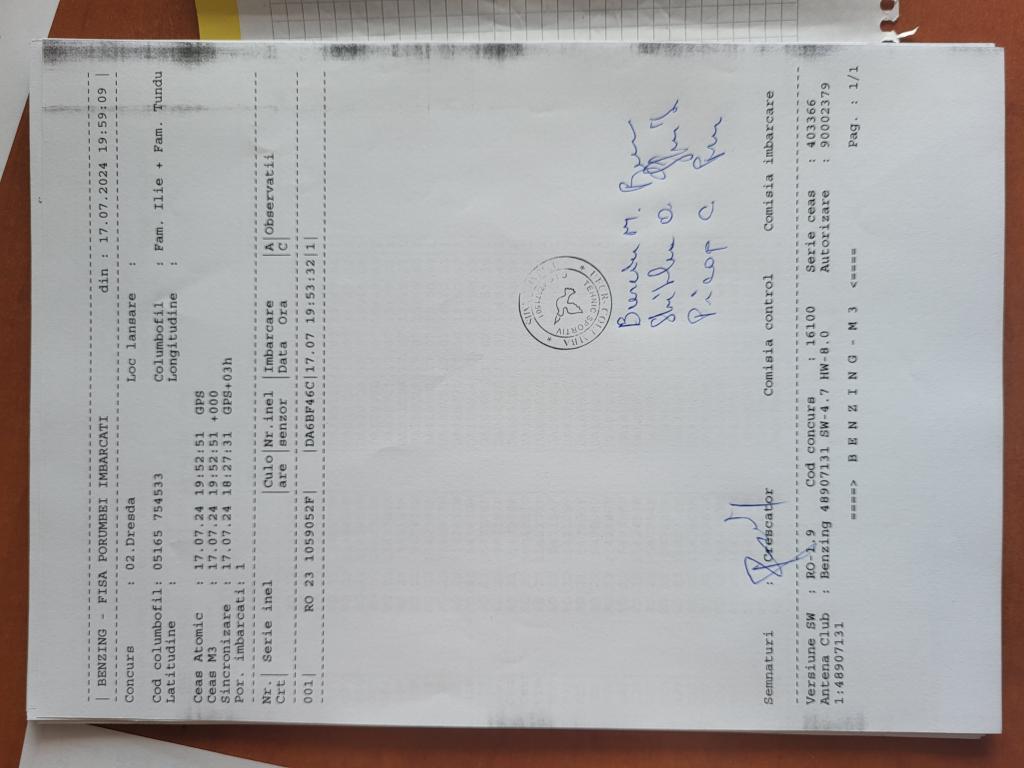 | BENZING - FISA PORUMBEI IMBARCATI din : 17.07.2024 19:59:09 |
Concurs : 02.Dresda Loc lansare :
Cod columbofil: 05165 754533 Columbofil : Fam. Ilie + Fam. Tundu
Latitudine : Longitudine :
Ceas Atomic : 17.07.24 19:52:51 GPS
Ceas M3 : 17.07.24 19:52:51 +000
Sincronizare : 17.07.24 18:27:31 GPS+03h
Por. imbarcati: 1
Nr.| Serie inel |Culo|Nr.inel |Imbarcare |A|Observatii
Crt| |are |senzor |Data Ora |C|
001| RO 23 1059052F| |DA6BF46C|17.07 19:53:32|1|
TEHNIC SPORTIV
Picop C
Semnaturi : Crescator Comisia control Comisia imbarcare
Versiune SW : RO-1.9 Cod concurs : 16100 Serie ceas : 403366
Antena Club : Benzing 48907131 SW-4.7 HW-8.0 Autorizare : 90002379
1:48907131
====> B E N Z I N G - M 3 <==== Pag. : 1/1